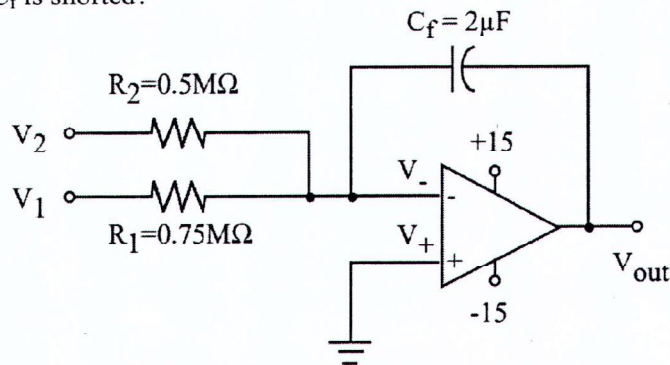 C_f is shorted?
C_f = 2μF
R_2=0.5MΩ
V_2
+15
V_-
-
V_1
R_1=0.75MΩ
V_+
+
V_out
-15